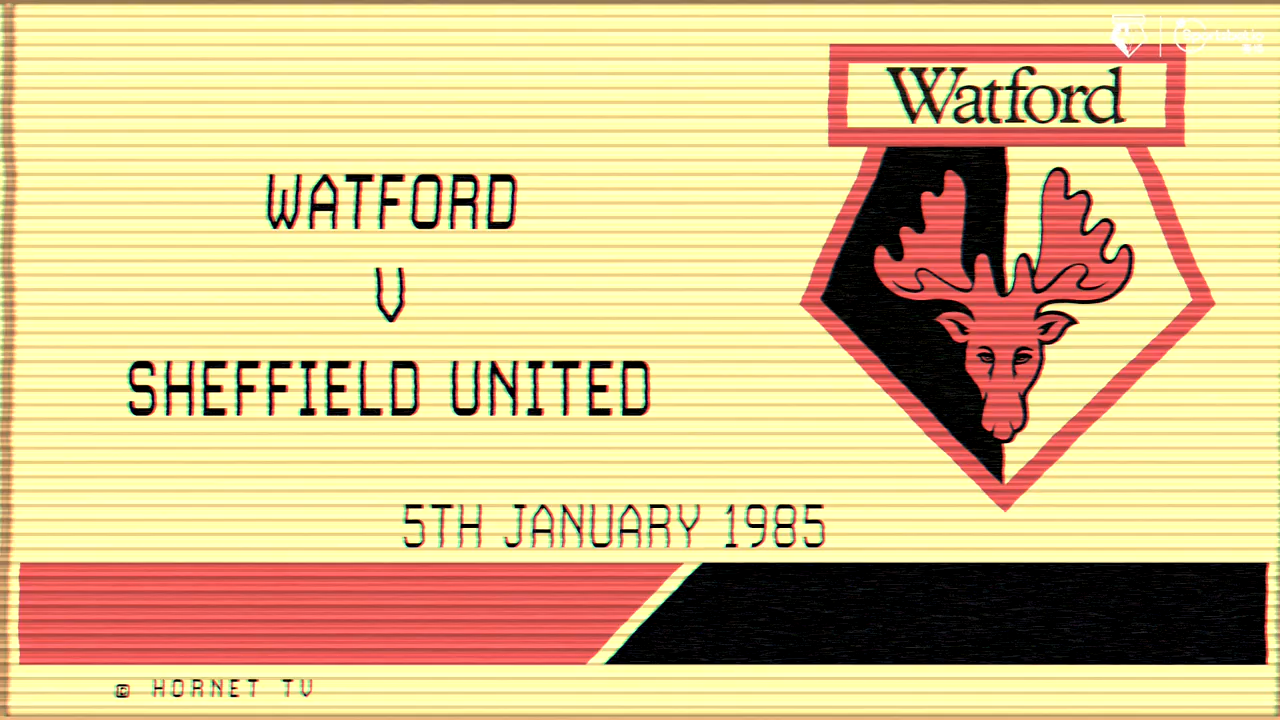 Watford
WATFORD
V
SHEFFIELD UNITED
5TH JANUARY 1985
© HORNET TV